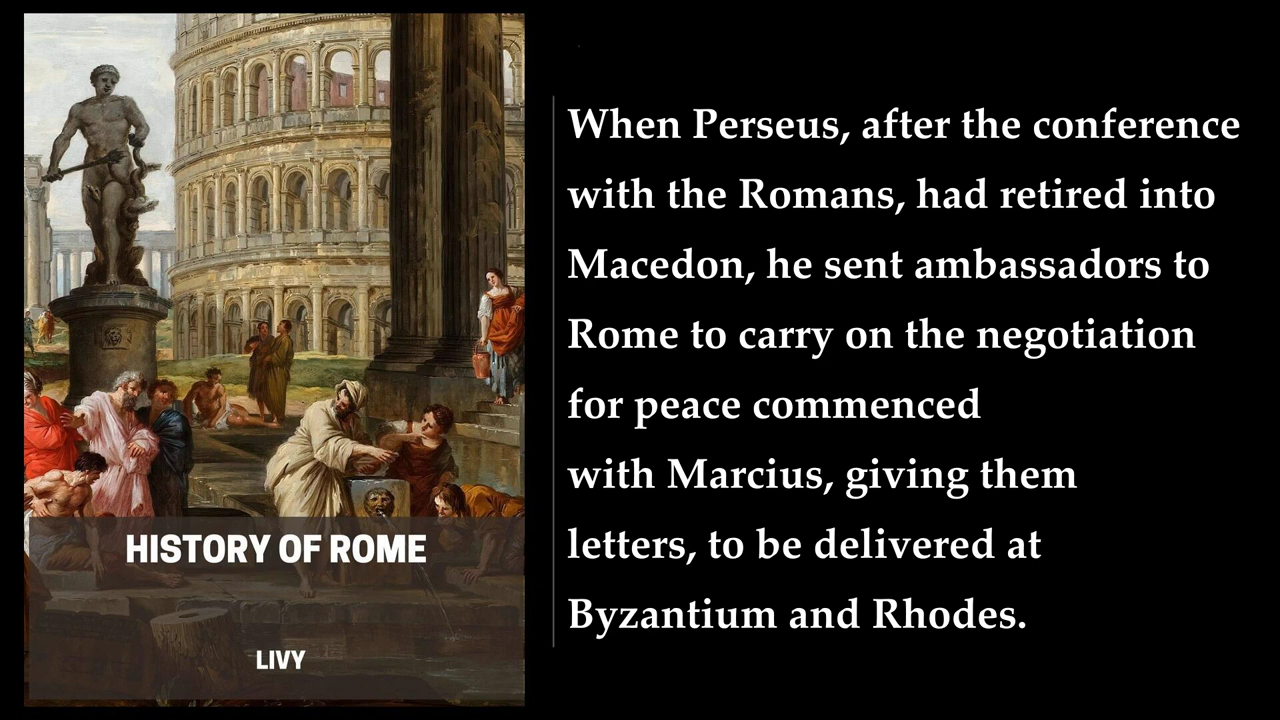 HISTORY OF ROME
LIVY
When Perseus, after the conference
with the Romans, had retired into
Macedon, he sent ambassadors to
Rome to carry on the negotiation
for peace commenced
with Marcius, giving them
letters, to be delivered at
Byzantium and Rhodes.